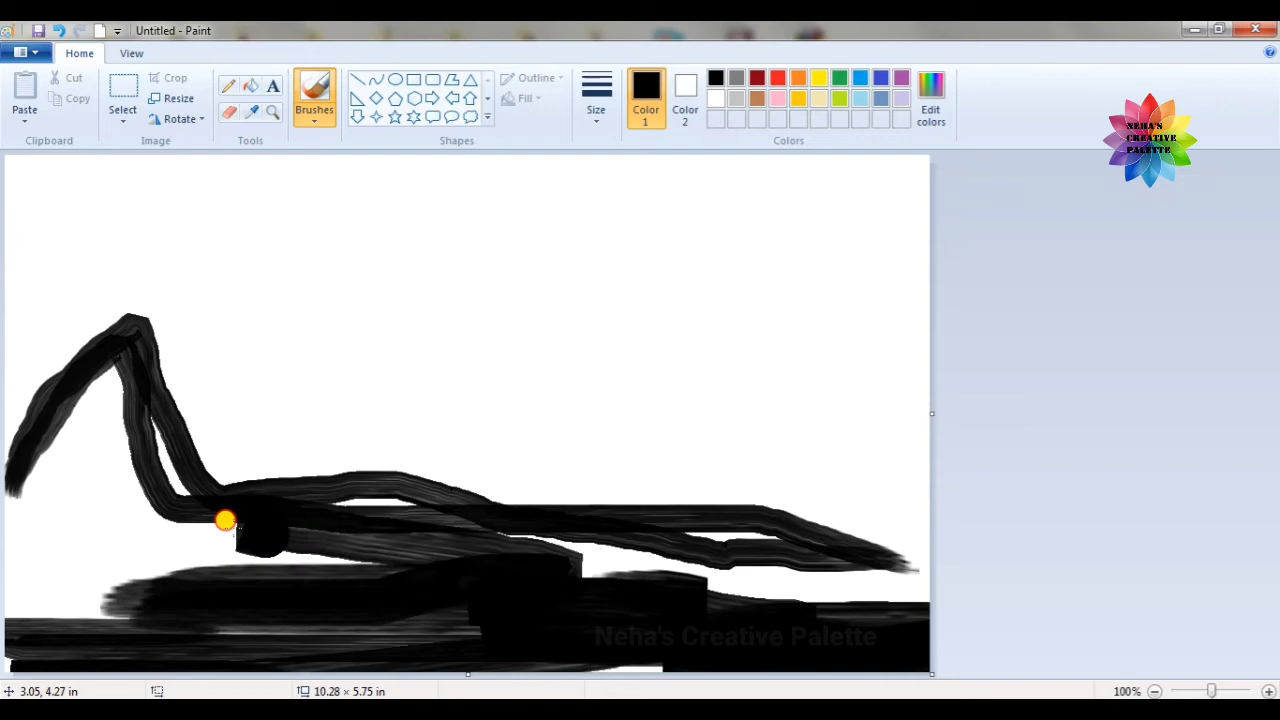 Untitled - Paint
Home
View
Paste
Cut
Copy
Clipboard
Select
Crop
Resize
Rotate
Image
Tools
Brushes
Shapes
Outline
Fill
Size
Color
1
Color
2
Colors
Edit
colors
NEHA'S
CREATIVE
PALETTE
Neha's Creative Palette
3.05, 4.27 in
10.28 × 5.75 in
100%